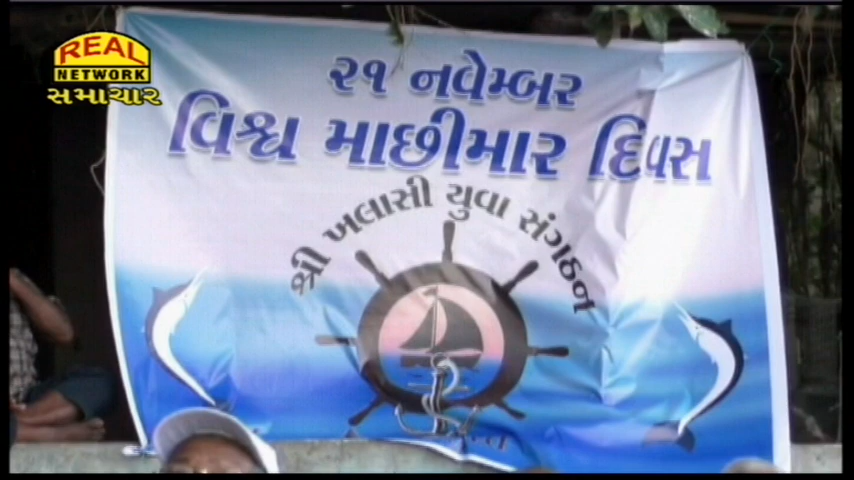 REAL
NETWORK
સમાચાર
૨૧ નવેમ્બર
વિશ્વ માછીમાર દિવસ
શ્રી ખલાસી યુવા સંગઠન